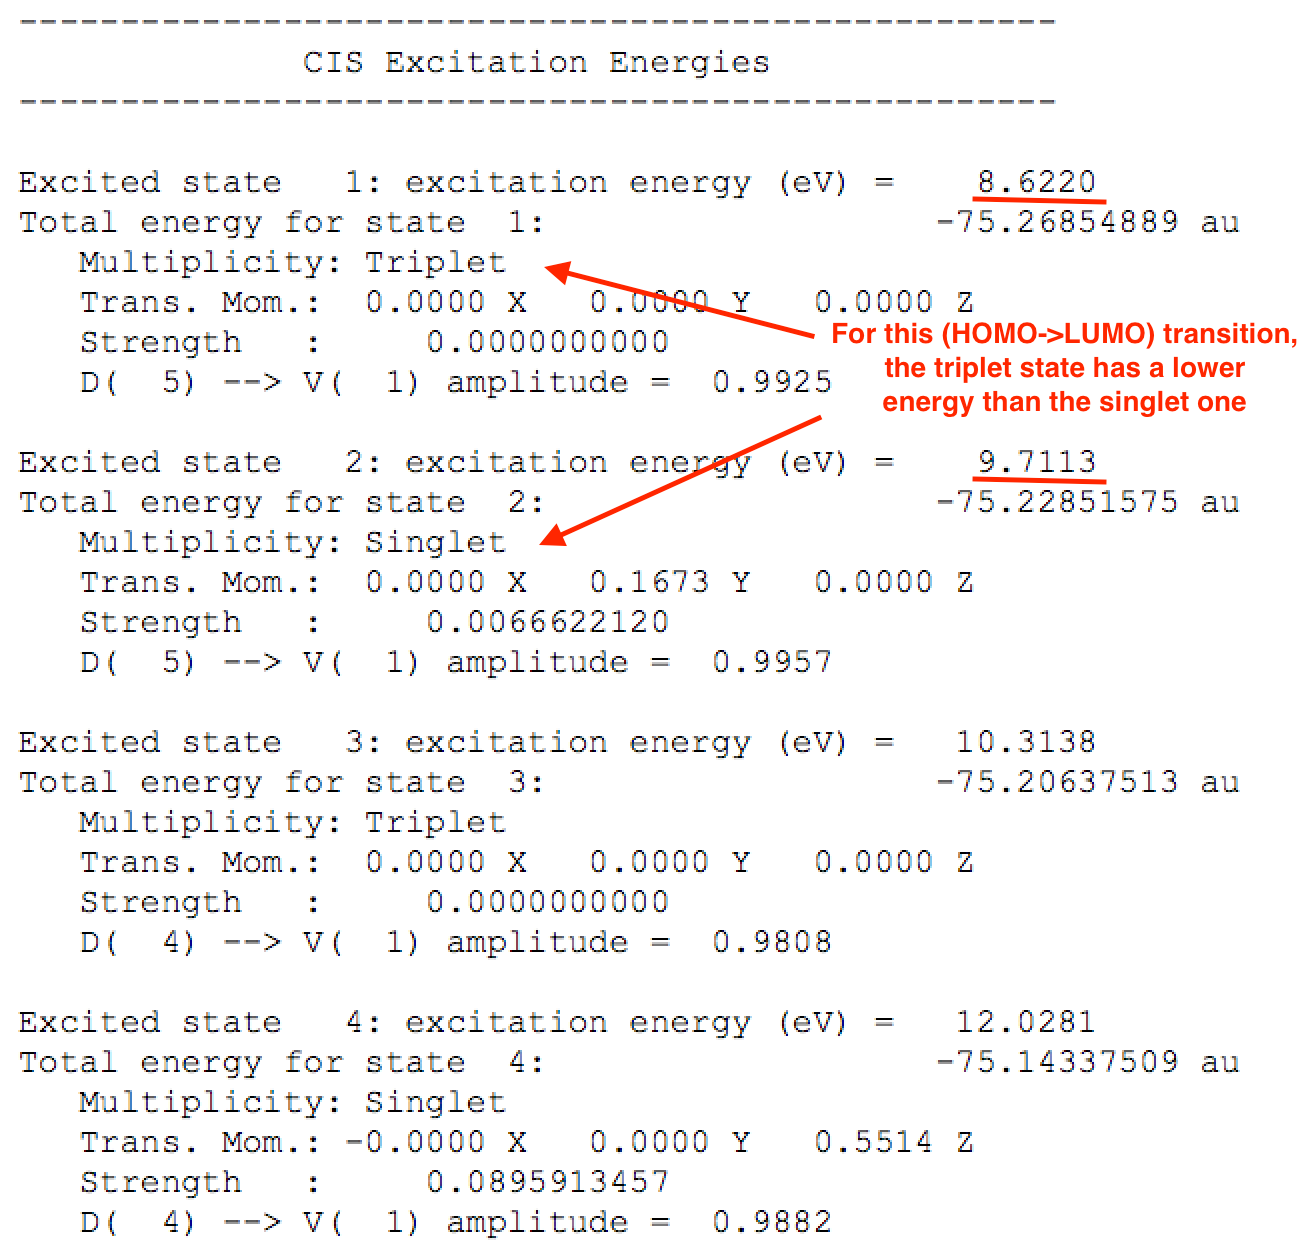 ----------------------------------------------------
CIS Excitation Energies
----------------------------------------------------
Excited state 1: excitation energy (eV) = 8.6220
Total energy for state 1: -75.26854889 au
Multiplicity: Triplet
Trans. Mom.: 0.0000 X 0.0000 Y 0.0000 Z
Strength : 0.0000000000
D( 5) --> V( 1) amplitude = 0.9925
For this (HOMO->LUMO) transition,
the triplet state has a lower
energy than the singlet one
Excited state 2: excitation energy (eV) = 9.7113
Total energy for state 2: -75.22851575 au
Multiplicity: Singlet
Trans. Mom.: 0.0000 X 0.1673 Y 0.0000 Z
Strength : 0.0066622120
D( 5) --> V( 1) amplitude = 0.9957
Excited state 3: excitation energy (eV) = 10.3138
Total energy for state 3: -75.20637513 au
Multiplicity: Triplet
Trans. Mom.: 0.0000 X 0.0000 Y 0.0000 Z
Strength : 0.0000000000
D( 4) --> V( 1) amplitude = 0.9808
Excited state 4: excitation energy (eV) = 12.0281
Total energy for state 4: -75.14337509 au
Multiplicity: Singlet
Trans. Mom.: -0.0000 X 0.0000 Y 0.5514 Z
Strength : 0.0895913457
D( 4) --> V( 1) amplitude = 0.9882